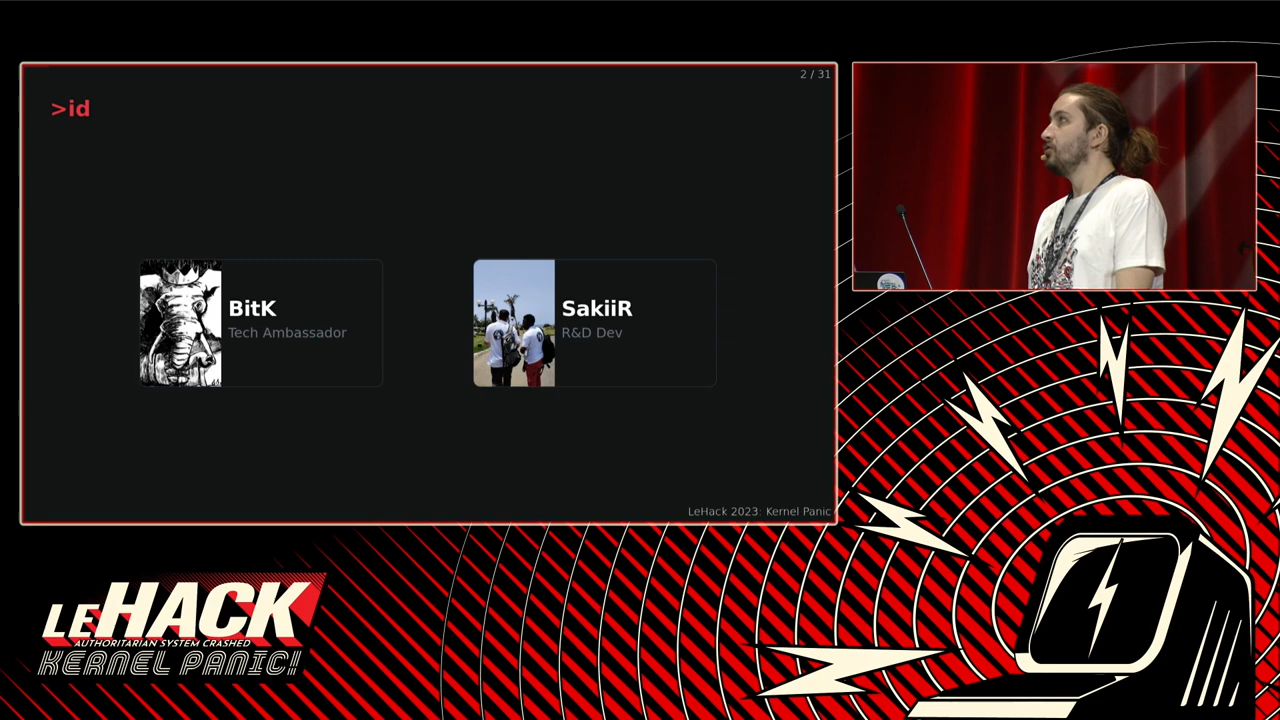 2 / 31
>id
BitK
Tech Ambassador
SakiiR
R&D Dev
LeHack 2023: Kernel Panic
LEHACK
AUTHORITARIAN SYSTEM CRASHED
KERNEL PANIC!